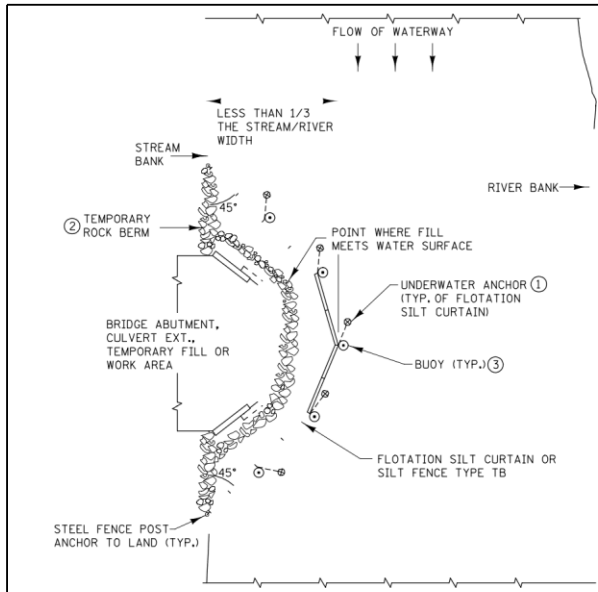 FLOW OF WATERWAY
LESS THAN 1/3
THE STREAM/RIVER
WIDTH
STREAM
BANK
RIVER BANK
45°
② TEMPORARY
ROCK BERM
POINT WHERE FILL
MEETS WATER SURFACE
UNDERWATER ANCHOR ①
(TYP. OF FLOTATION
SILT CURTAIN)
BRIDGE ABUTMENT,
CULVERT EXT.,
TEMPORARY FILL OR
WORK AREA
BUOY (TYP.) ③
FLOTATION SILT CURTAIN OR
SILT FENCE TYPE TB
45°
STEEL FENCE POST
ANCHOR TO LAND (TYP.)